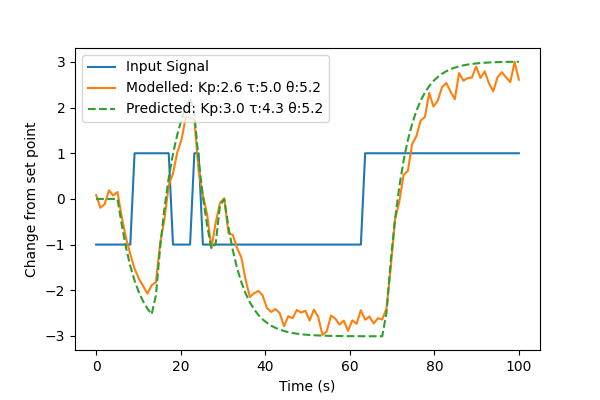 Input Signal
Modelled: Kp:2.6 τ:5.0 θ:5.2
Predicted: Kp:3.0 τ:4.3 θ:5.2
Change from set point
3
2
1
0
−1
−2
−3
0 20 40 60 80 100
Time (s)